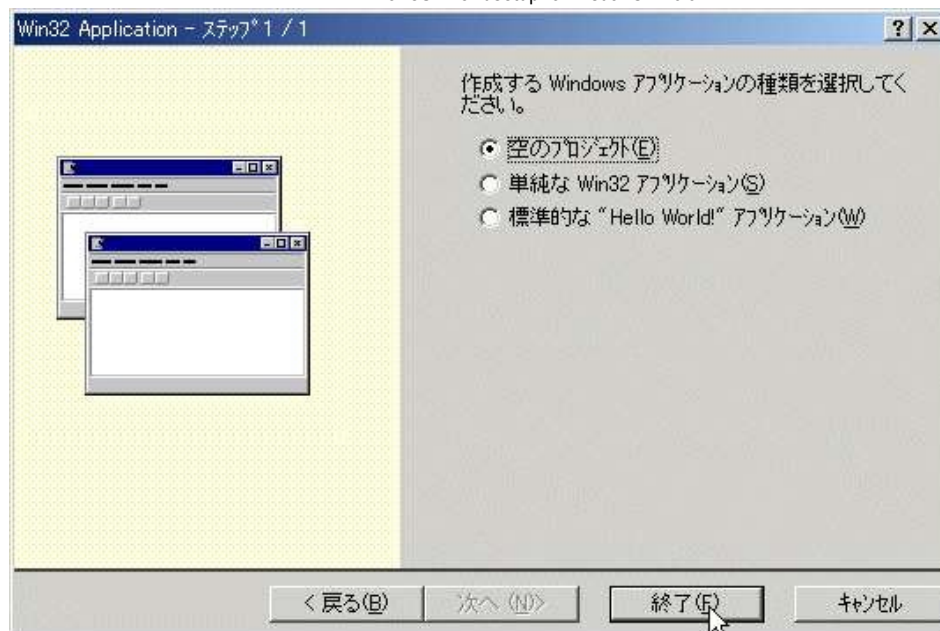 Win32 Application - ステップ 1 / 1
作成する Windows アプリケーションの種類を選択してく
ださい。
空のプロジェクト(E)
単純な Win32 アプリケーション(S)
標準的な "Hello World!" アプリケーション(W)
< 戻る(B)
次へ (N)>
終了(F)
キャンセル